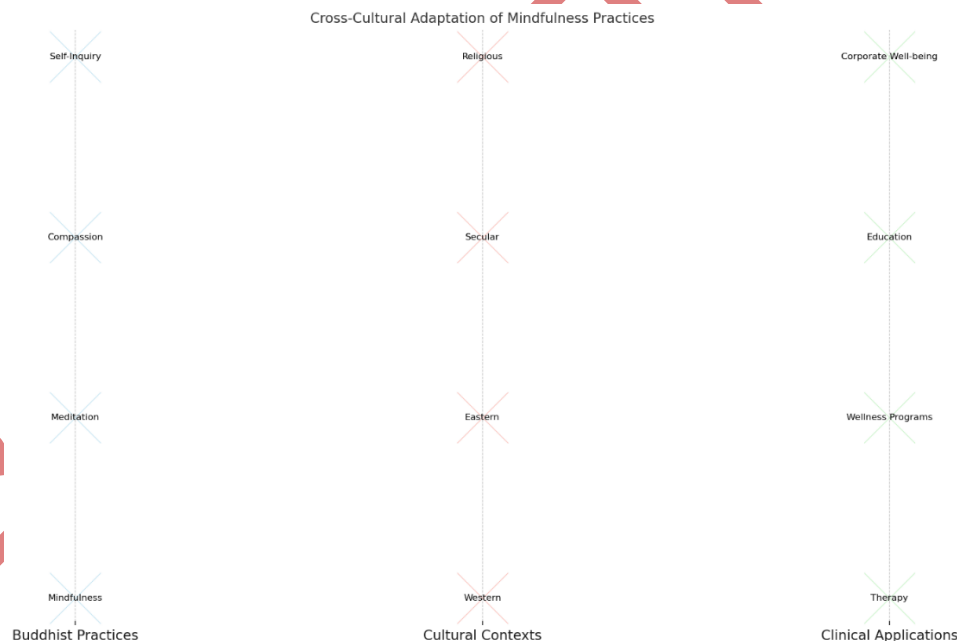 Cross-Cultural Adaptation of Mindfulness Practices
Self-Inquiry
Religious
Corporate Well-being
Compassion
Secular
Education
Meditation
Eastern
Wellness Programs
Mindfulness
Western
Therapy
Buddhist Practices
Cultural Contexts
Clinical Applications